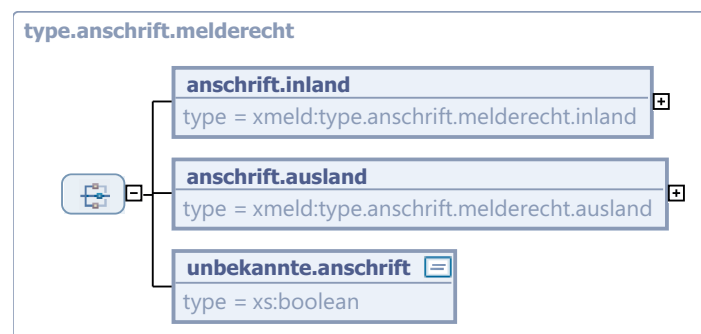 type.anschrift.melderecht
anschrift.inland
type = xmeld:type.anschrift.melderecht.inland
anschrift.ausland
type = xmeld:type.anschrift.melderecht.ausland
unbekannte.anschrift
type = xs:boolean